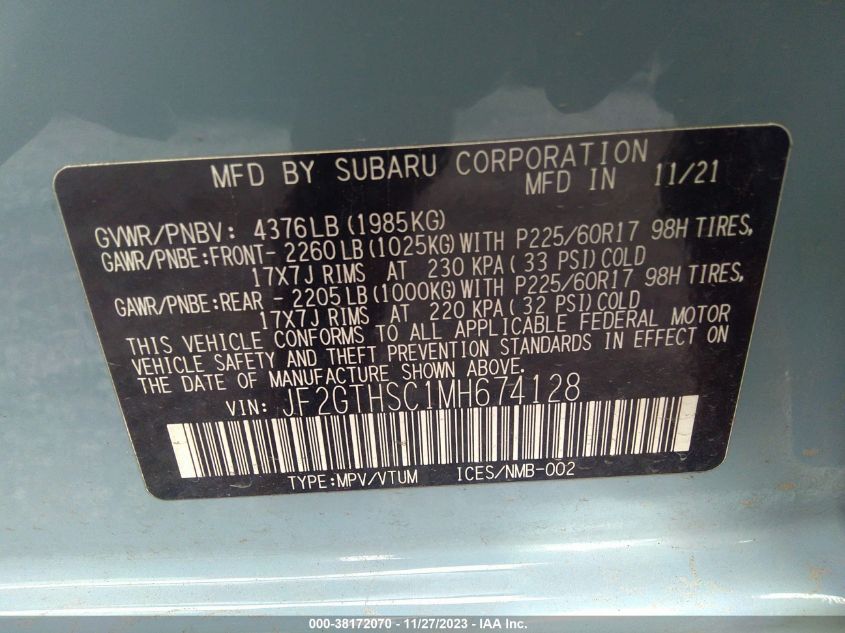 MFD BY SUBARU CORPORATION
MFD IN 11/21
GVWR/PNBV: 4376LB (1985KG)
GAWR/PNBE:FRONT- 2260LB (1025KG)WITH P225/60R17 98H TIRES,
17X7J RIMS AT 230 KPA( 33 PSI)COLD
GAWR/PNBE:REAR - 2205LB (1000KG)WITH P225/60R17 98H TIRES,
17X7J RIMS AT 220 KPA( 32 PSI)COLD
THIS VEHICLE CONFORMS TO ALL APPLICABLE FEDERAL MOTOR
VEHICLE SAFETY AND THEFT PREVENTION STANDARDS IN EFFECT ON
THE DATE OF MANUFACTURE SHOWN ABOVE.
VIN: JF2GTHSC1MH674128
TYPE:MPV/VTUM ICES/NMB-002
000-38172070 - 11/27/2023 - IAA Inc.